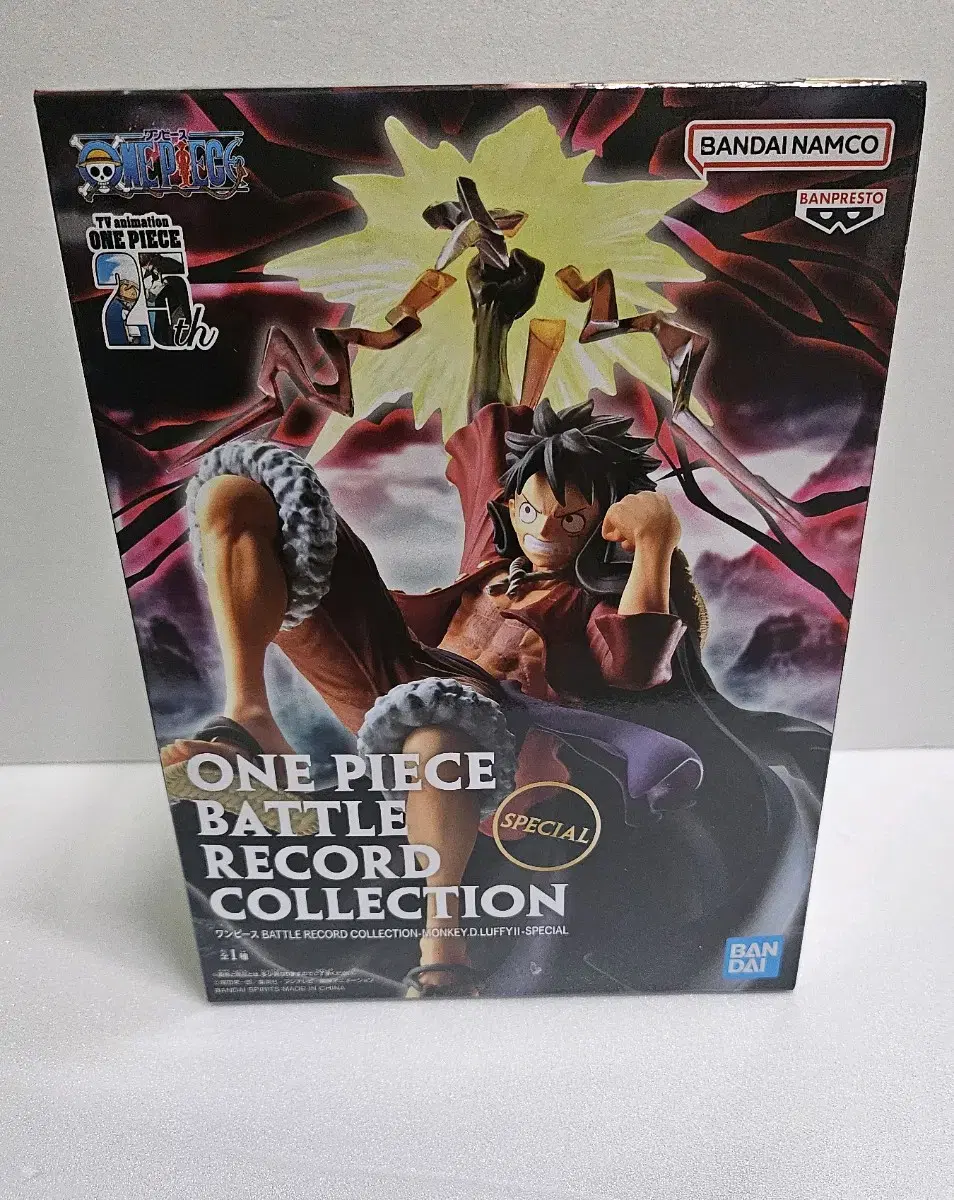 ワンピース
ONE PIECE
TV animation
ONE PIECE
25th
BANDAI NAMCO
BANPRESTO
ONE PIECE
BATTLE
RECORD
COLLECTION
SPECIAL
ワンピース BATTLE RECORD COLLECTION-MONKEY.D.LUFFYⅡ-SPECIAL
全1種
BANDAI SPIRITS MADE IN CHINA
BAN
DAI